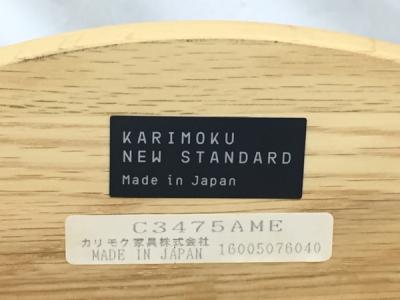 KARIMOKU
NEW STANDARD
Made in Japan
C3475AME
カリモク家具株式会社
MADE IN JAPAN 16005076040